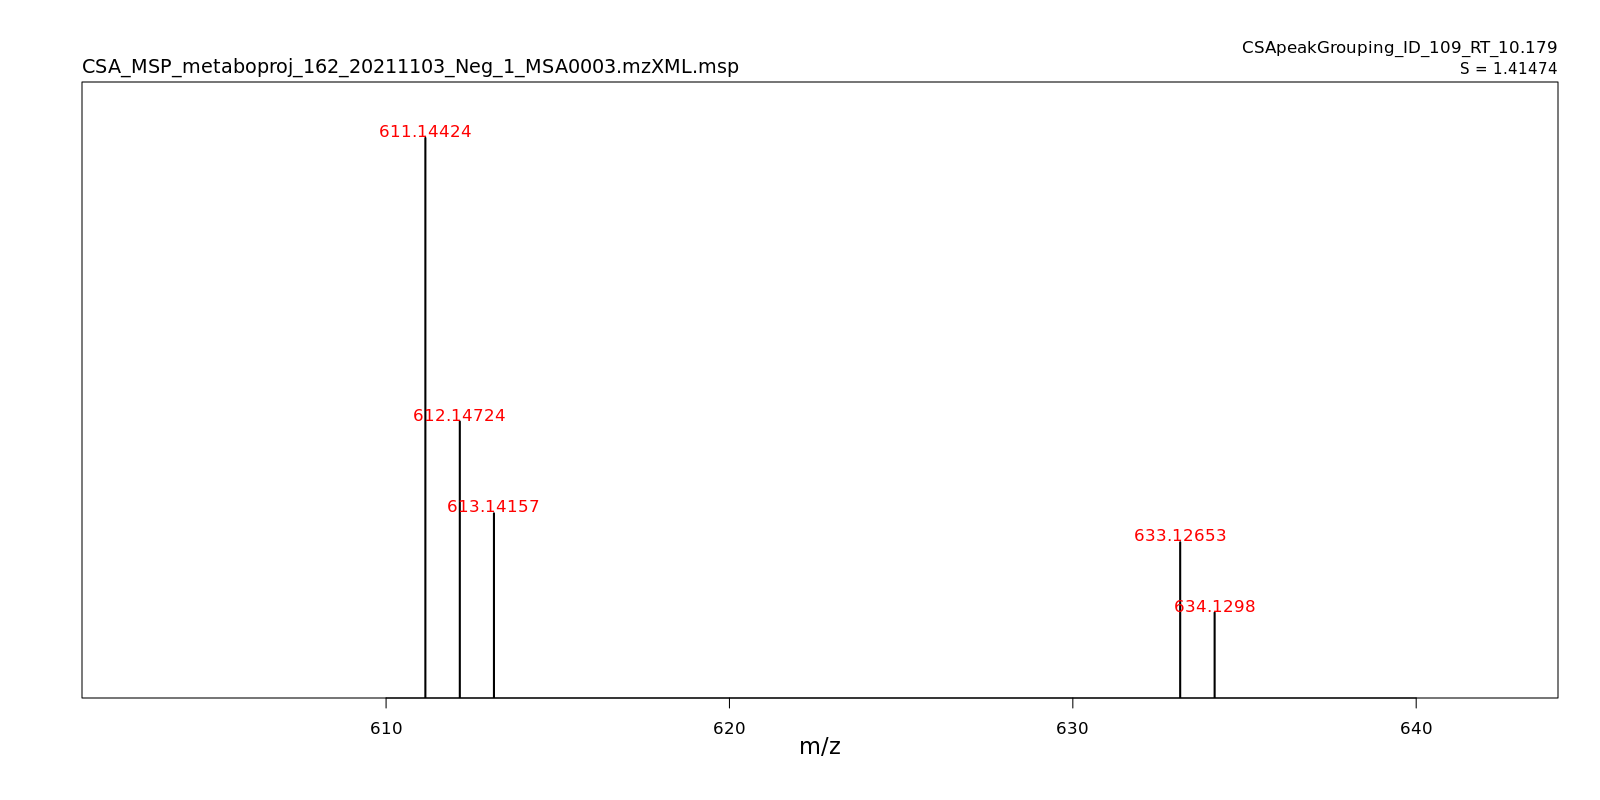 CSApeakGrouping_ID_109_RT_10.179
CSA_MSP_metaboproj_162_20211103_Neg_1_MSA0003.mzXML.msp
S = 1.41474
611.14424
612.14724
613.14157
633.12653
634.1298
610
620
630
640
m/z